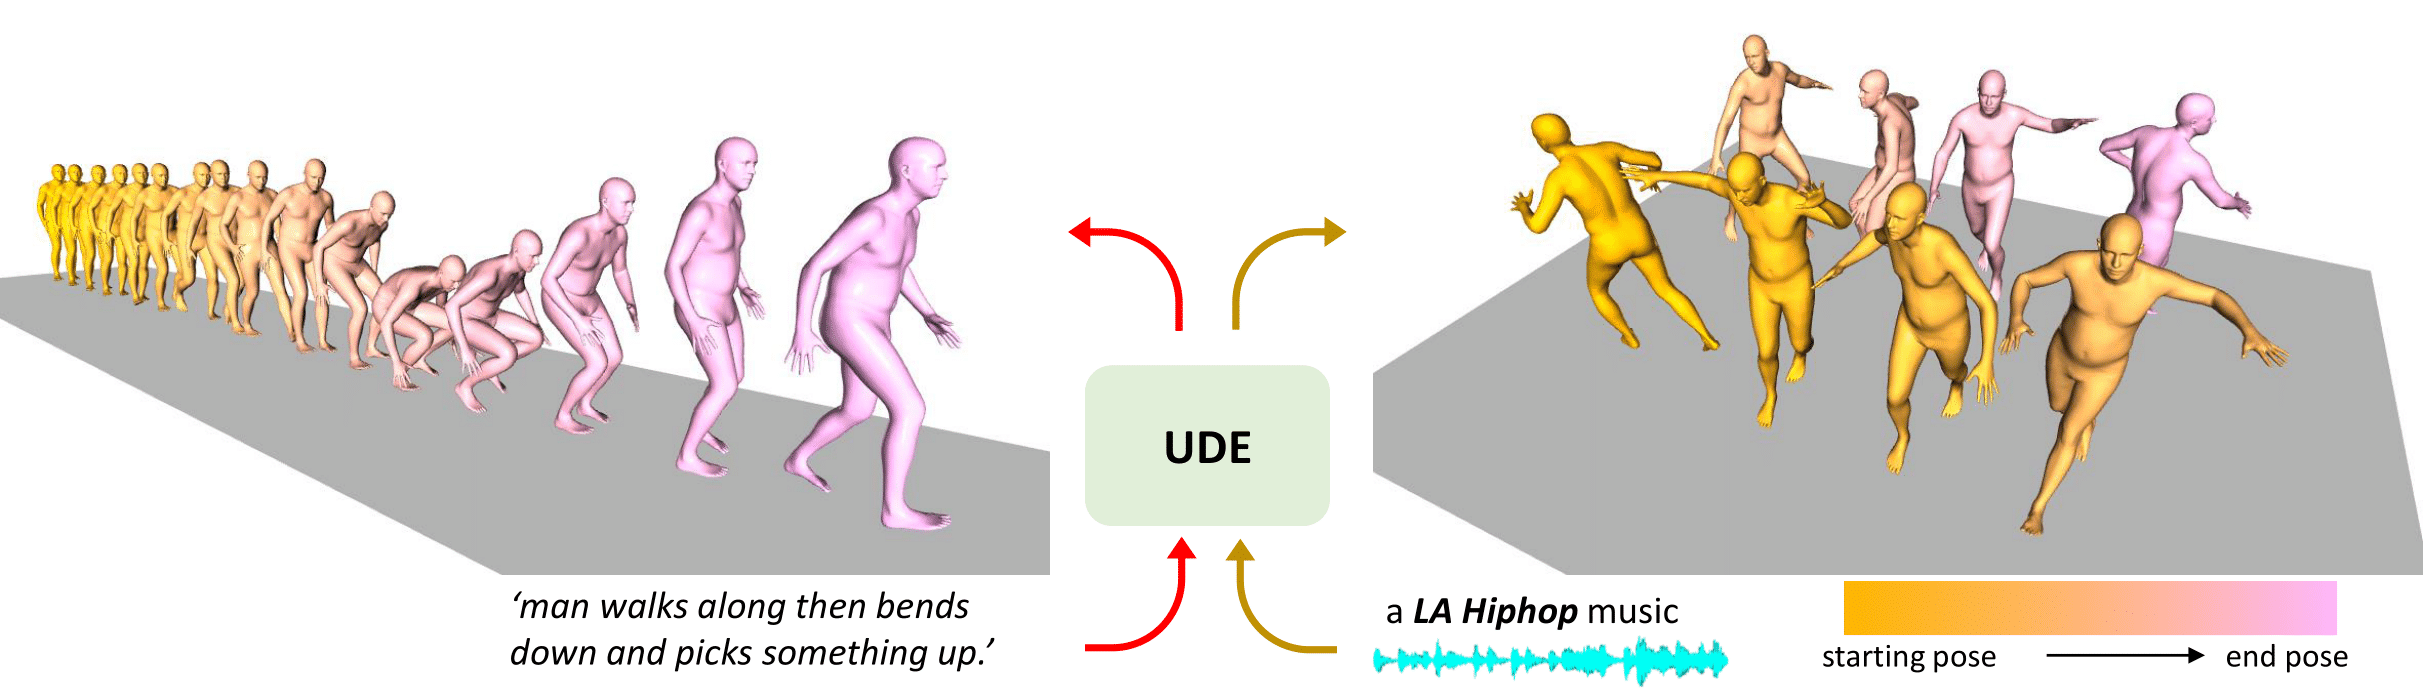 UDE
‘man walks along then bends
down and picks something up.’
a LA Hiphop music
starting pose
end pose